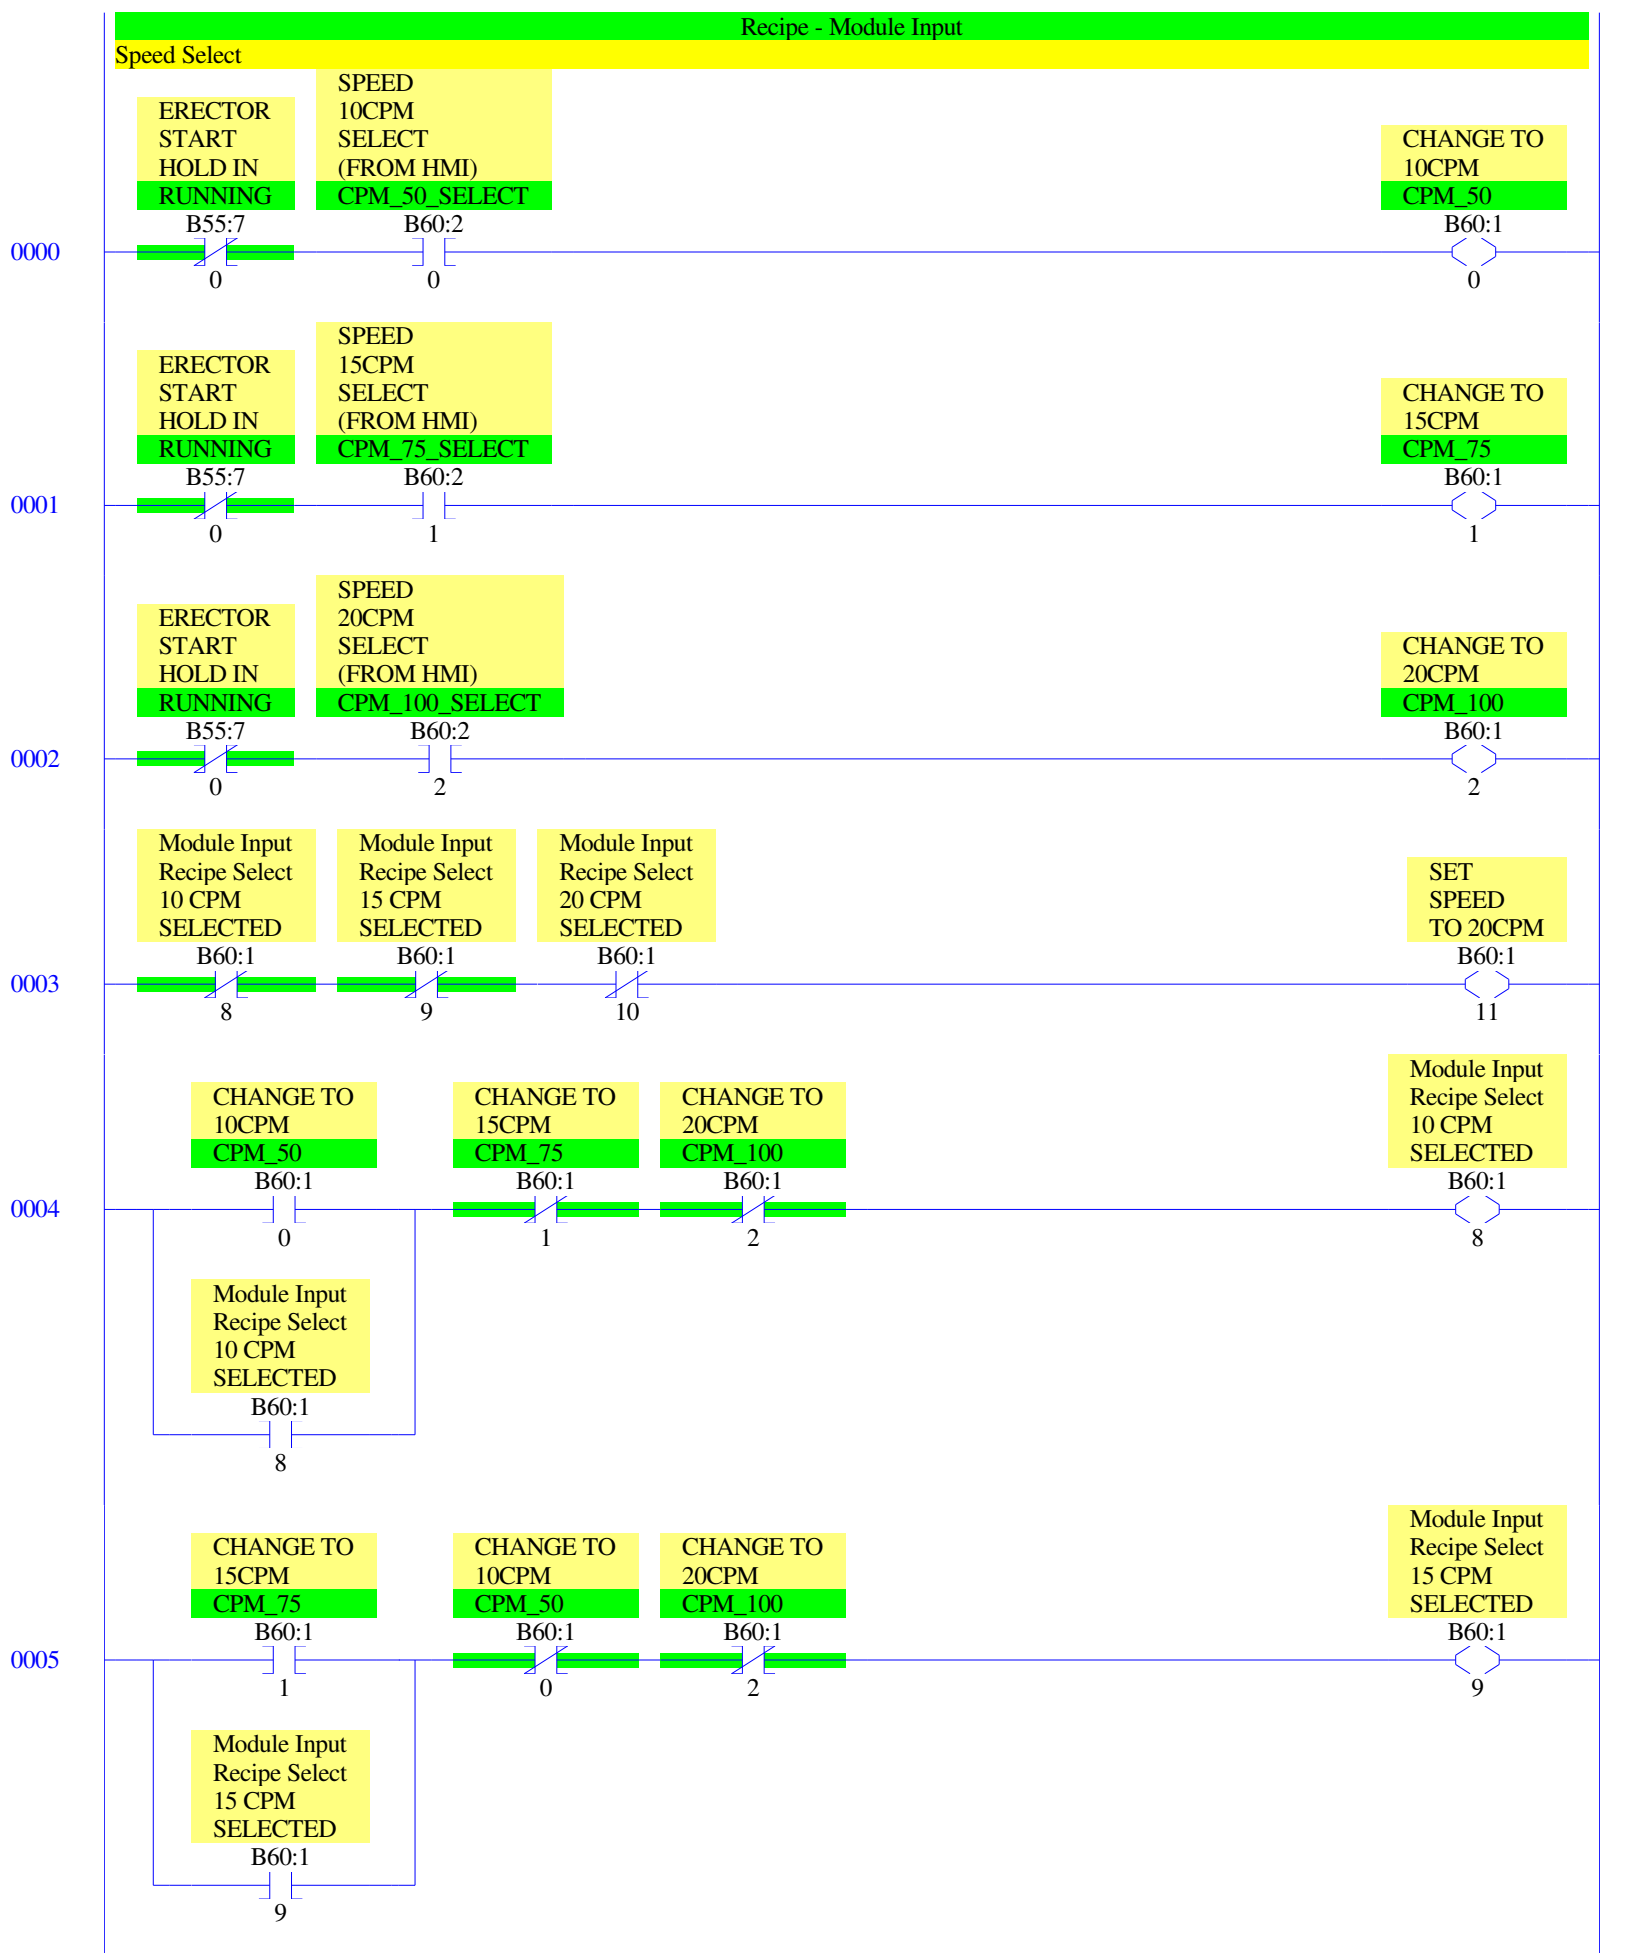 Recipe - Module Input
Speed Select
ERECTOR
START
HOLD IN
RUNNING
B55:7
0
SPEED
10CPM
SELECT
(FROM HMI)
CPM_50_SELECT
B60:2
0
CHANGE TO
10CPM
CPM_50
B60:1
0
0000
ERECTOR
START
HOLD IN
RUNNING
B55:7
0
SPEED
15CPM
SELECT
(FROM HMI)
CPM_75_SELECT
B60:2
1
CHANGE TO
15CPM
CPM_75
B60:1
1
0001
ERECTOR
START
HOLD IN
RUNNING
B55:7
0
SPEED
20CPM
SELECT
(FROM HMI)
CPM_100_SELECT
B60:2
2
CHANGE TO
20CPM
CPM_100
B60:1
2
0002
Module Input
Recipe Select
10 CPM
SELECTED
B60:1
8
Module Input
Recipe Select
15 CPM
SELECTED
B60:1
9
Module Input
Recipe Select
20 CPM
SELECTED
B60:1
10
SET
SPEED
TO 20CPM
B60:1
11
0003
CHANGE TO
10CPM
CPM_50
B60:1
0
CHANGE TO
15CPM
CPM_75
B60:1
1
CHANGE TO
20CPM
CPM_100
B60:1
2
Module Input
Recipe Select
10 CPM
SELECTED
B60:1
8
0004
Module Input
Recipe Select
10 CPM
SELECTED
B60:1
8
CHANGE TO
15CPM
CPM_75
B60:1
1
CHANGE TO
10CPM
CPM_50
B60:1
0
CHANGE TO
20CPM
CPM_100
B60:1
2
Module Input
Recipe Select
15 CPM
SELECTED
B60:1
9
0005
Module Input
Recipe Select
15 CPM
SELECTED
B60:1
9